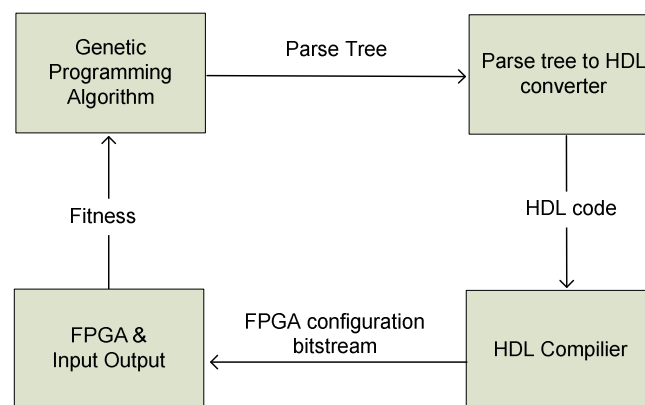 Genetic
Programming
Algorithm
Parse Tree
Parse tree to HDL
converter
Fitness
HDL code
FPGA &
Input Output
FPGA configuration
bitstream
HDL Compilier